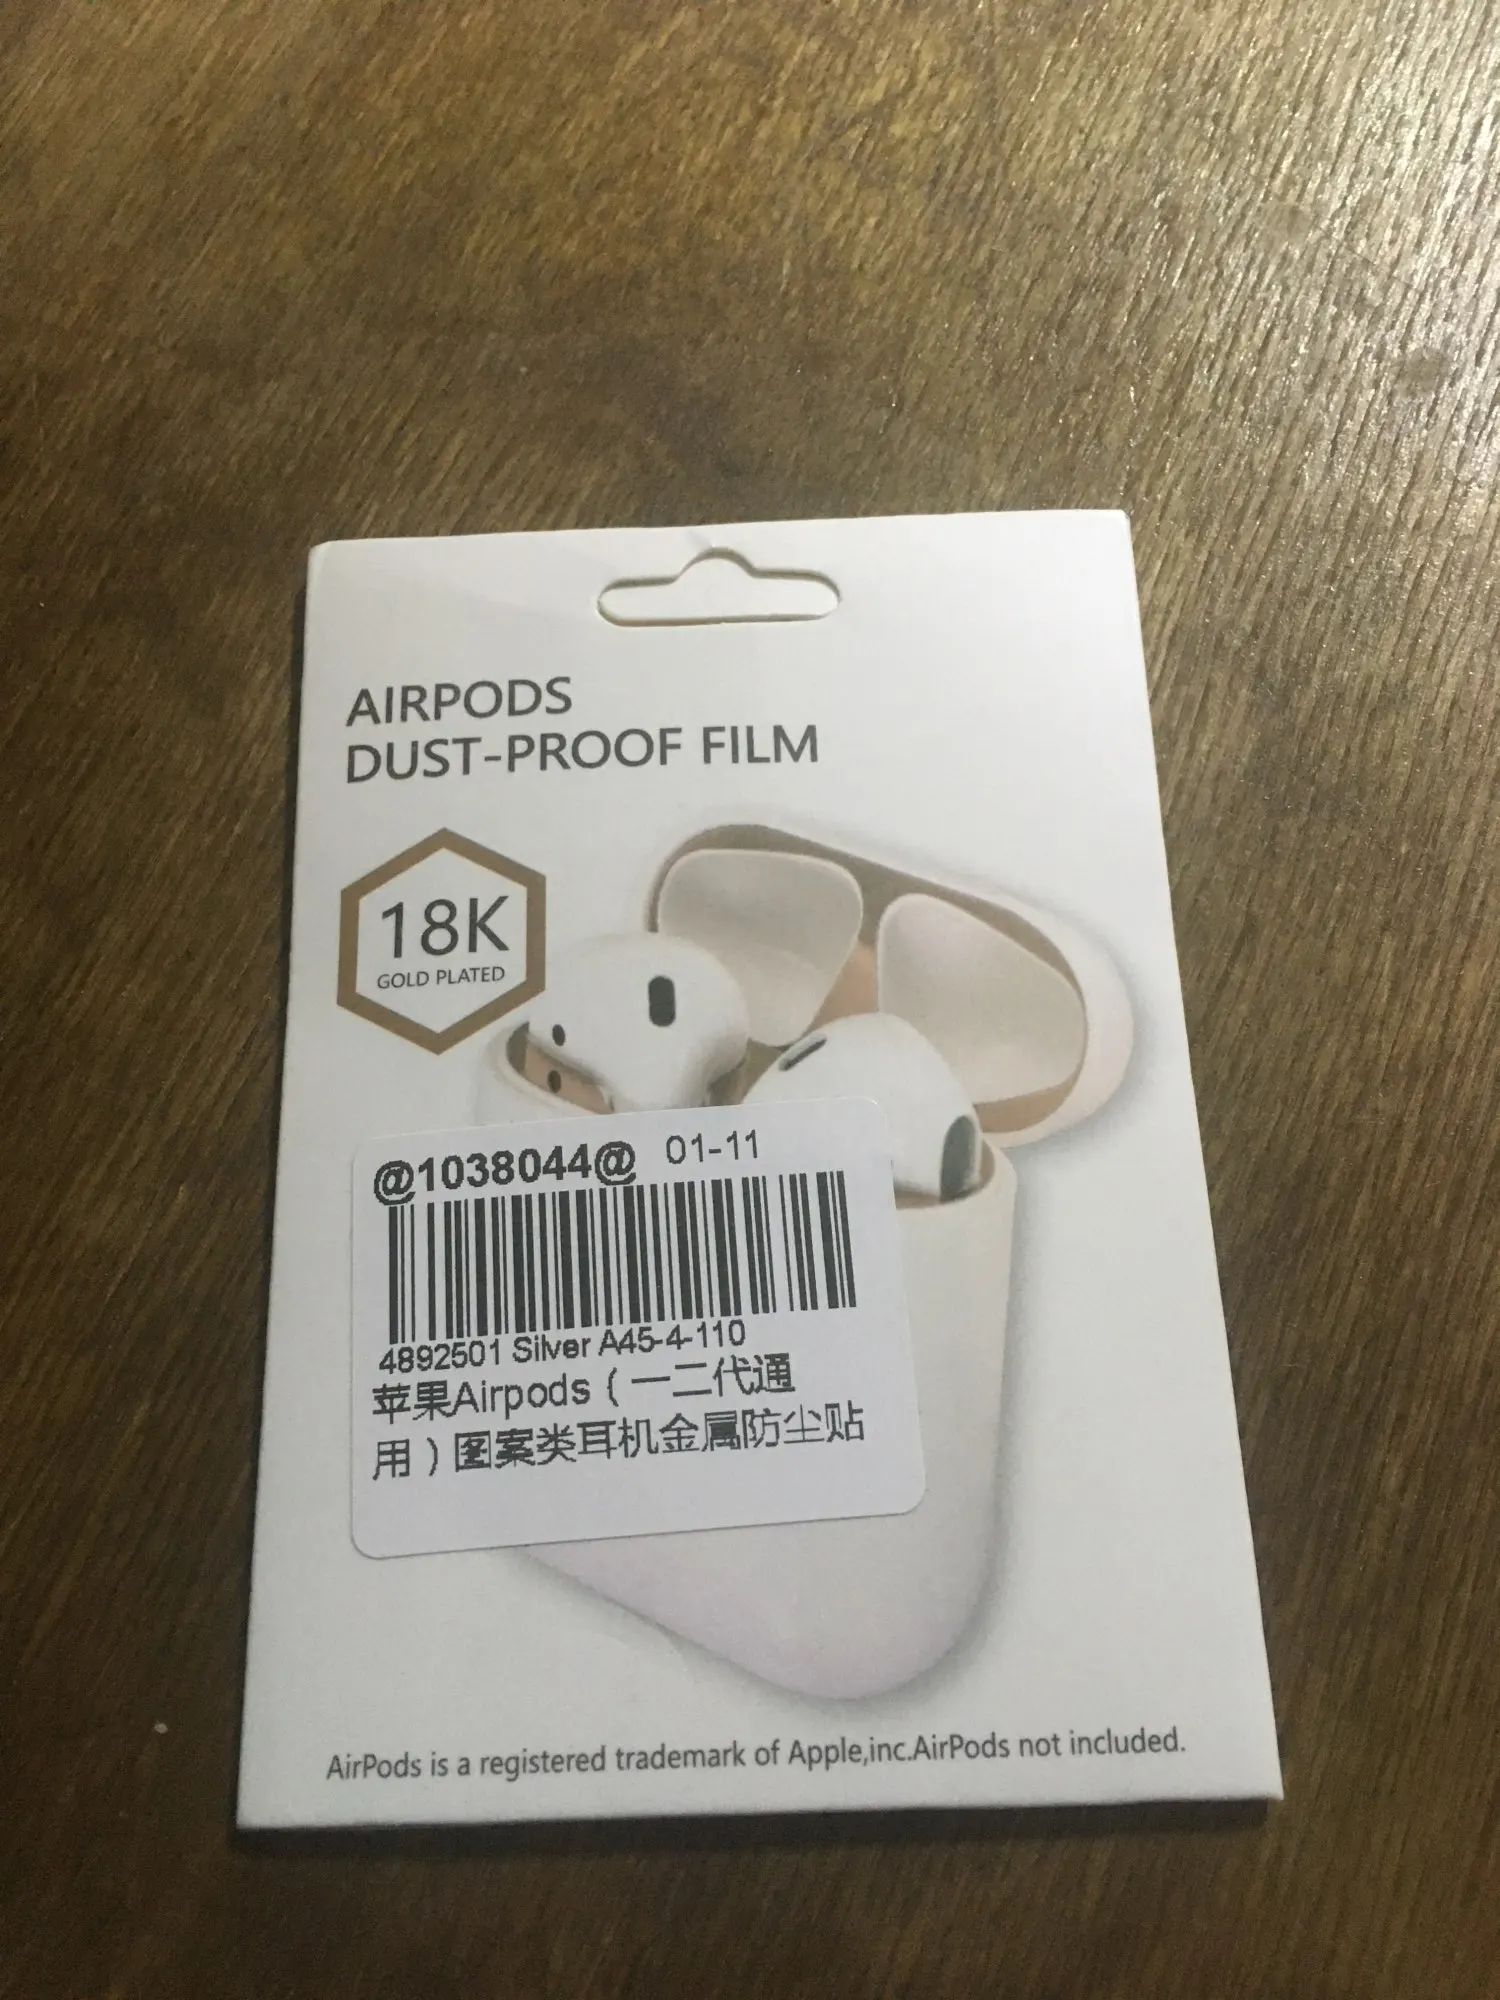 AIRPODS
DUST-PROOF FILM
18K
GOLD PLATED
@1038044@ 01-11
4892501 Silver A45-4-110
苹果Airpods（一二代通
用）图案类耳机金属防尘贴
AirPods is a registered trademark of Apple,inc.AirPods not included.